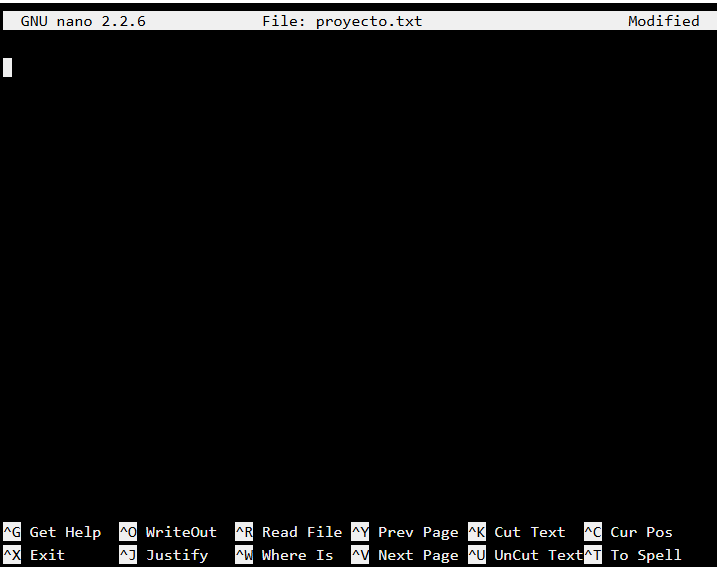 GNU nano 2.2.6 File: proyecto.txt Modified
^G Get Help ^O WriteOut ^R Read File ^Y Prev Page ^K Cut Text ^C Cur Pos
^X Exit ^J Justify ^W Where Is ^V Next Page ^U UnCut Text ^T To Spell